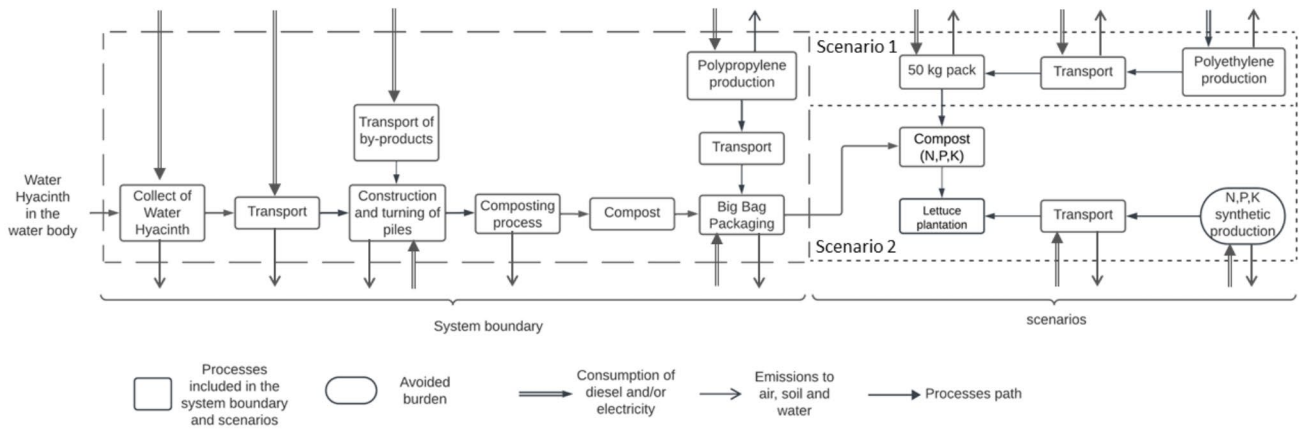 Scenario 1
Polypropylene
production
50 kg pack
Transport
Polyethylene
production
Transport of
by-products
Transport
Compost
(N,P,K)
Water
Hyacinth
in the
water body
Collect of
Water
Hyacinth
Transport
Construction
and turning of
piles
Composting
process
Compost
Big Bag
Packaging
Lettuce
plantation
Transport
N,P,K
synthetic
production
Scenario 2
System boundary
scenarios
Processes
included in the
system boundary
and scenarios
Avoided
burden
Consumption of
diesel and/or
electricity
Emissions to
air, soil and
water
Processes path